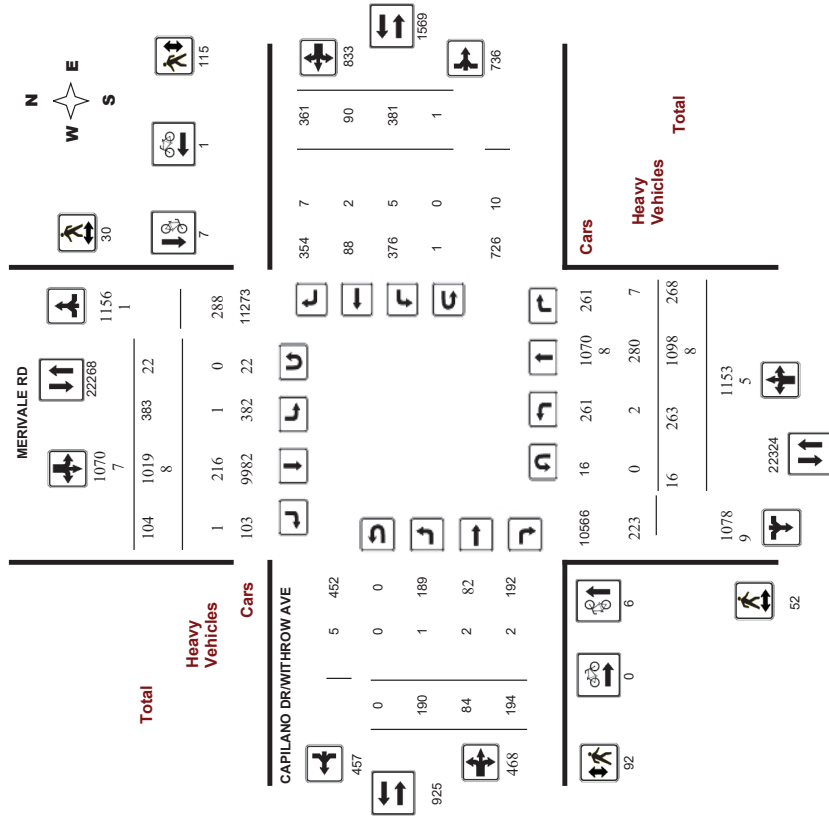 N
W E
S
30
115
7
1
MERIVALE RD
1070
7
22268
1156
1
104 1019
8 383 22
1 216 1 0 288
103 9982 382 22 11273
Total
Heavy
Vehicles
Cars
CAPILANO DR/WITHROW AVE
5 452
0 0 0
190 1 189
84 2 82
194 2 192
457
925
468
354 7 361
88 2 90
376 5 381
1 0 1
726 10
833
1569
736
10566 16 261 1070
8 261
223 0 2 280 7
16 263 1098
8 268
Cars
Heavy
Vehicles
Total
1078
9
22324
1153
5
0
6
92
52